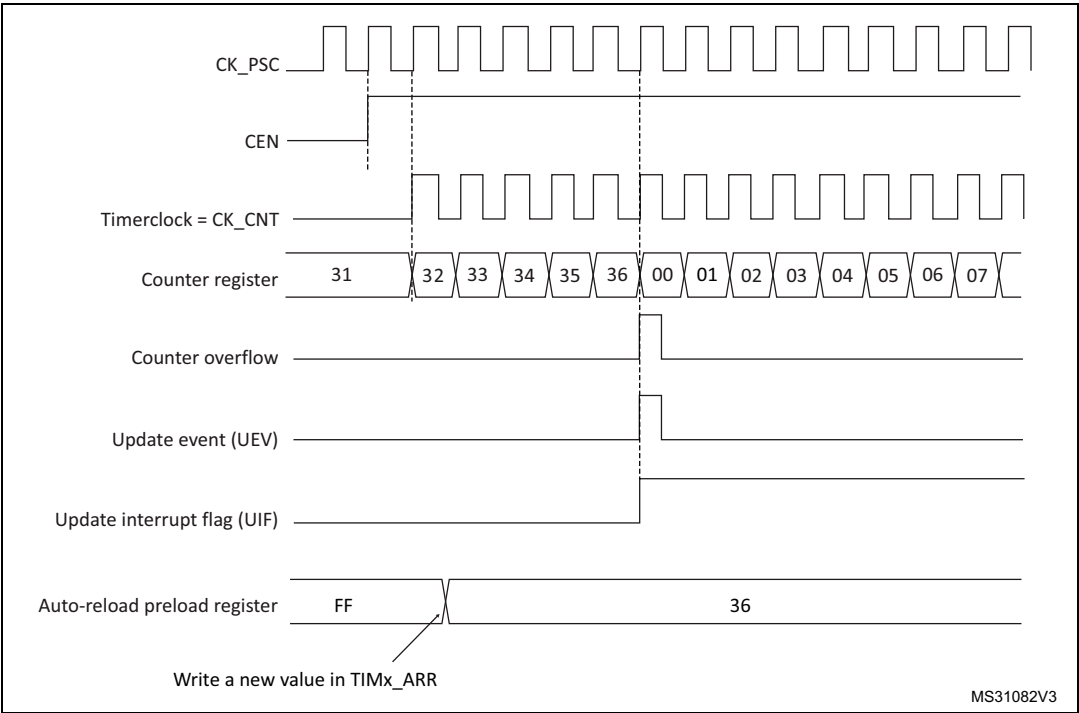 CK_PSC
CEN
Timerclock = CK_CNT
Counter register 31 32 33 34 35 36 00 01 02 03 04 05 06 07
Counter overflow
Update event (UEV)
Update interrupt flag (UIF)
Auto-reload preload register FF 36
Write a new value in TIMx_ARR
MS31082V3